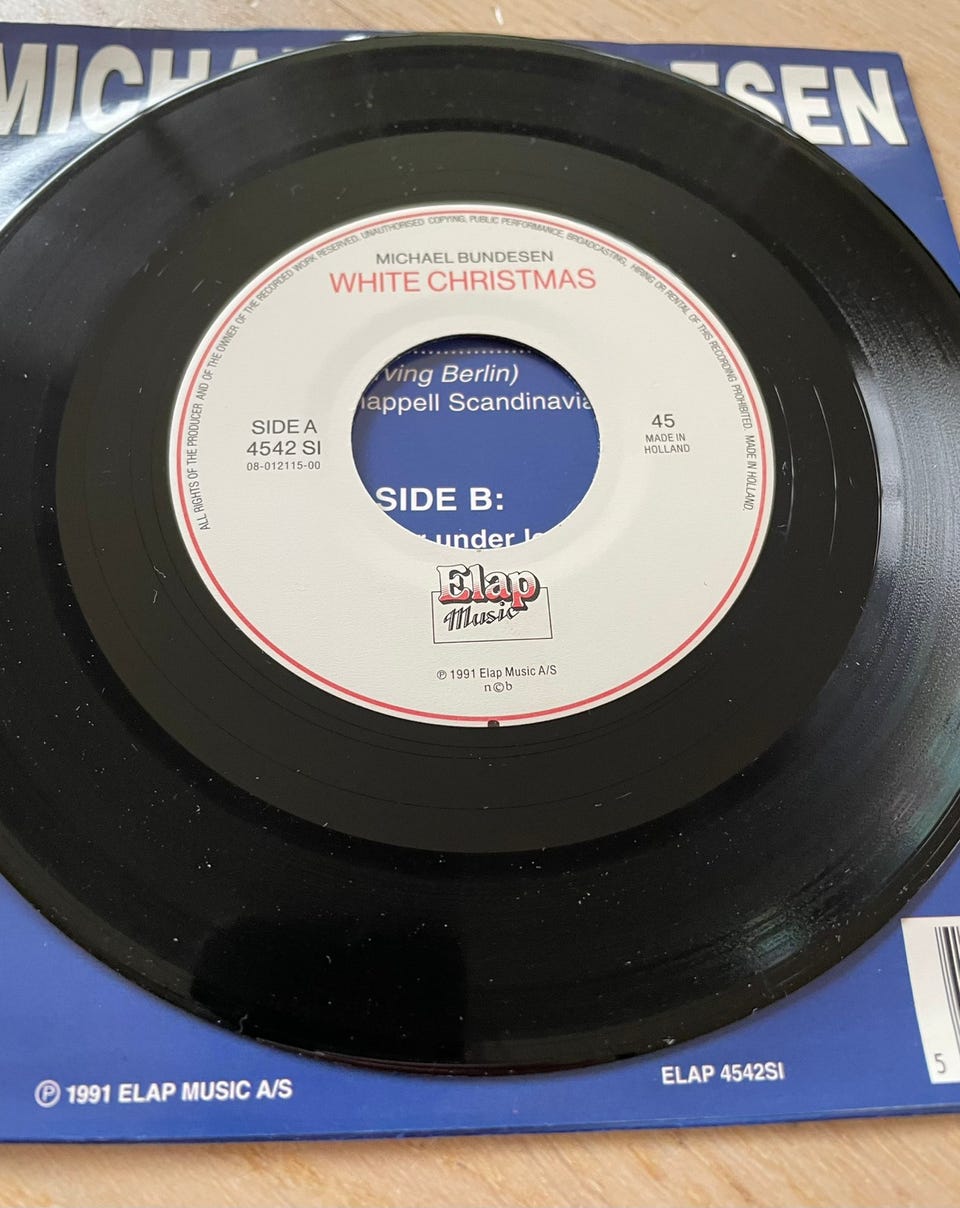 MICHA ESEN
ALL RIGHTS OF THE PRODUCER AND OF THE OWNER OF THE RECORDED WORK RESERVED. UNAUTHORISED COPYING, PUBLIC PERFORMANCE, BROADCASTING, HIRING OR RENTAL OF THIS RECORDING PROHIBITED. MADE IN HOLLAND.
MICHAEL BUNDESEN
WHITE CHRISTMAS
ving Berlin)
appell Scandinavia
SIDE A
4542 SI
08-012115-00
45
MADE IN
HOLLAND
SIDE B:
under
Elap
Music
℗ 1991 Elap Music A/S
n©b
℗ 1991 ELAP MUSIC A/S
ELAP 4542SI
5